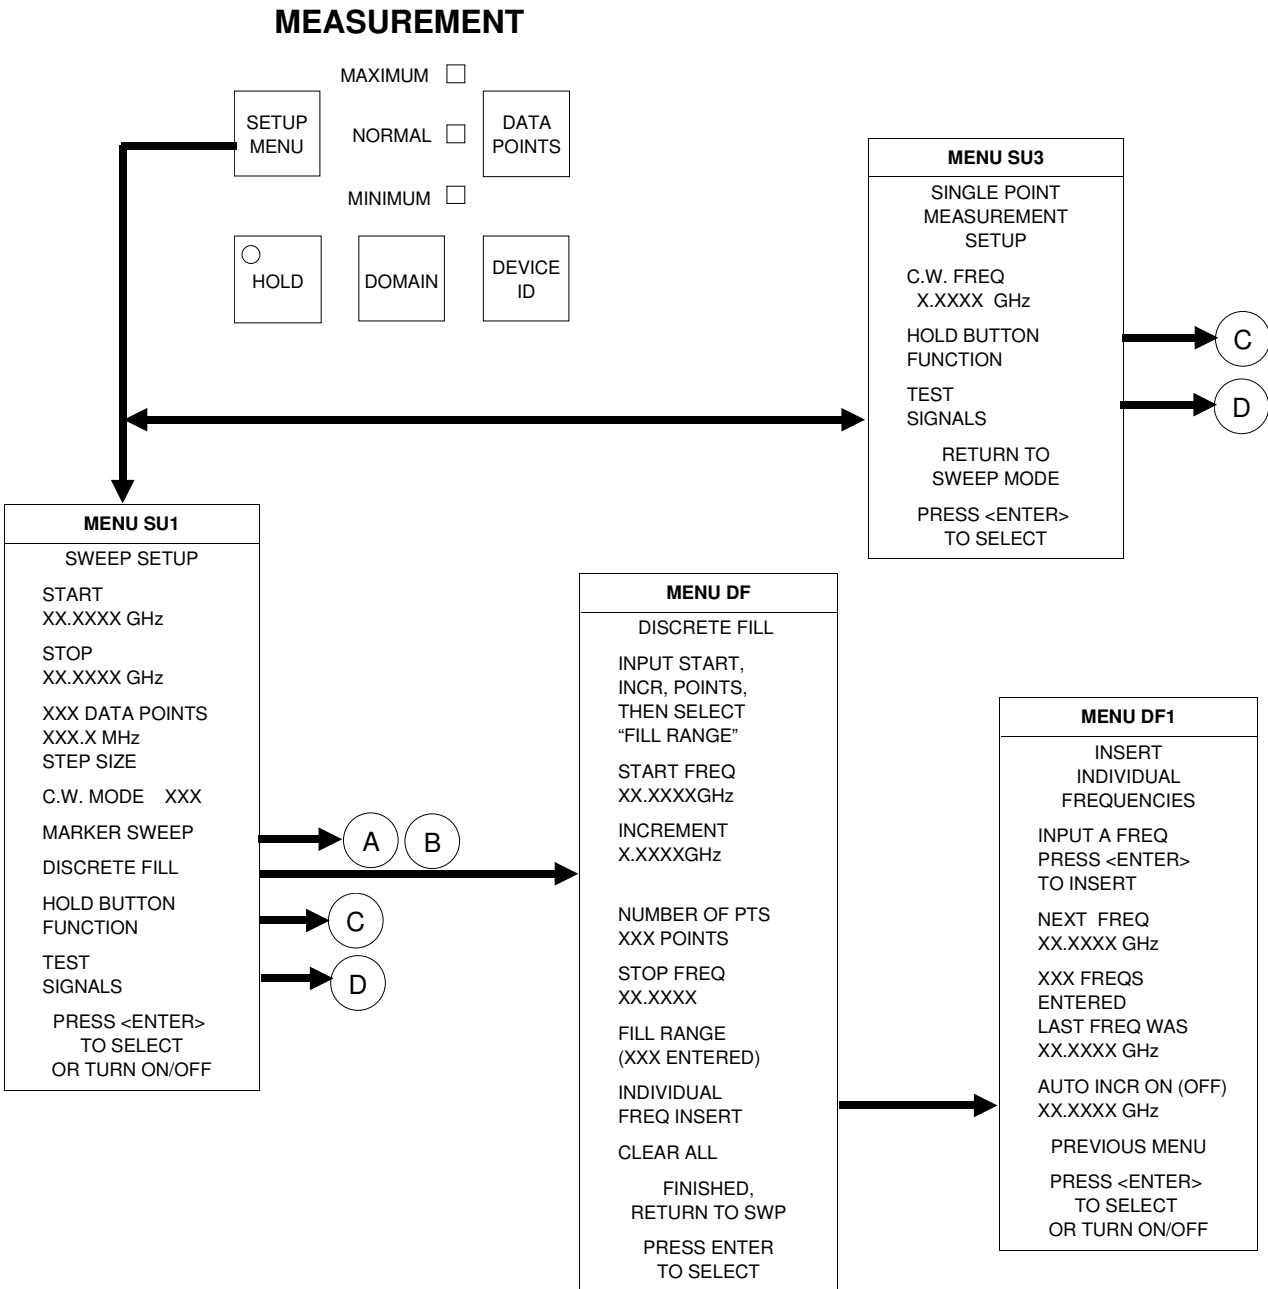 MEASUREMENT
MAXIMUM
SETUP
MENU
NORMAL
DATA
POINTS
MINIMUM
HOLD
DOMAIN
DEVICE
ID
MENU SU3
SINGLE POINT
MEASUREMENT
SETUP
C.W. FREQ
X.XXXX GHz
HOLD BUTTON
FUNCTION
C
TEST
SIGNALS
D
RETURN TO
SWEEP MODE
PRESS <ENTER>
TO SELECT
MENU SU1
SWEEP SETUP
START
XX.XXXX GHz
STOP
XX.XXXX GHz
XXX DATA POINTS
XXX.X MHz
STEP SIZE
C.W. MODE XXX
MARKER SWEEP
A B
DISCRETE FILL
HOLD BUTTON
FUNCTION
C
TEST
SIGNALS
D
PRESS <ENTER>
TO SELECT
OR TURN ON/OFF
MENU DF
DISCRETE FILL
INPUT START,
INCR, POINTS,
THEN SELECT
“FILL RANGE”
START FREQ
XX.XXXXGHz
INCREMENT
X.XXXXGHz
NUMBER OF PTS
XXX POINTS
STOP FREQ
XX.XXXX
FILL RANGE
(XXX ENTERED)
INDIVIDUAL
FREQ INSERT
CLEAR ALL
FINISHED,
RETURN TO SWP
PRESS ENTER
TO SELECT
MENU DF1
INSERT
INDIVIDUAL
FREQUENCIES
INPUT A FREQ
PRESS <ENTER>
TO INSERT
NEXT FREQ
XX.XXXX GHz
XXX FREQS
ENTERED
LAST FREQ WAS
XX.XXXX GHz
AUTO INCR ON (OFF)
XX.XXXX GHz
PREVIOUS MENU
PRESS <ENTER>
TO SELECT
OR TURN ON/OFF